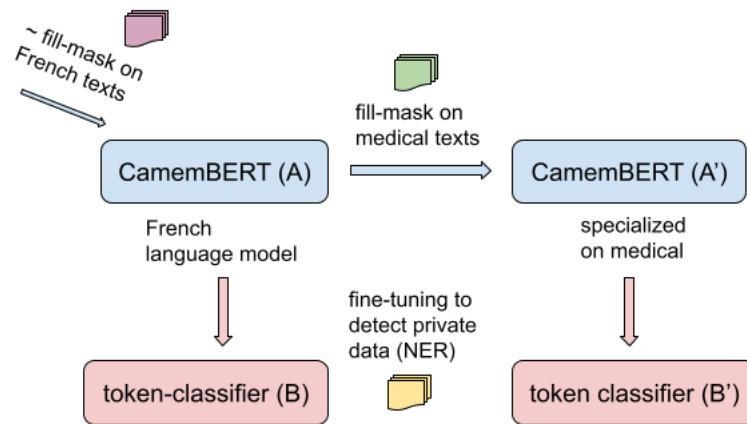 ~ fill-mask on
French texts
fill-mask on
medical texts
CamemBERT (A)
CamemBERT (A’)
French
language model
specialized
on medical
fine-tuning to
detect private
data (NER)
token-classifier (B)
token classifier (B’)